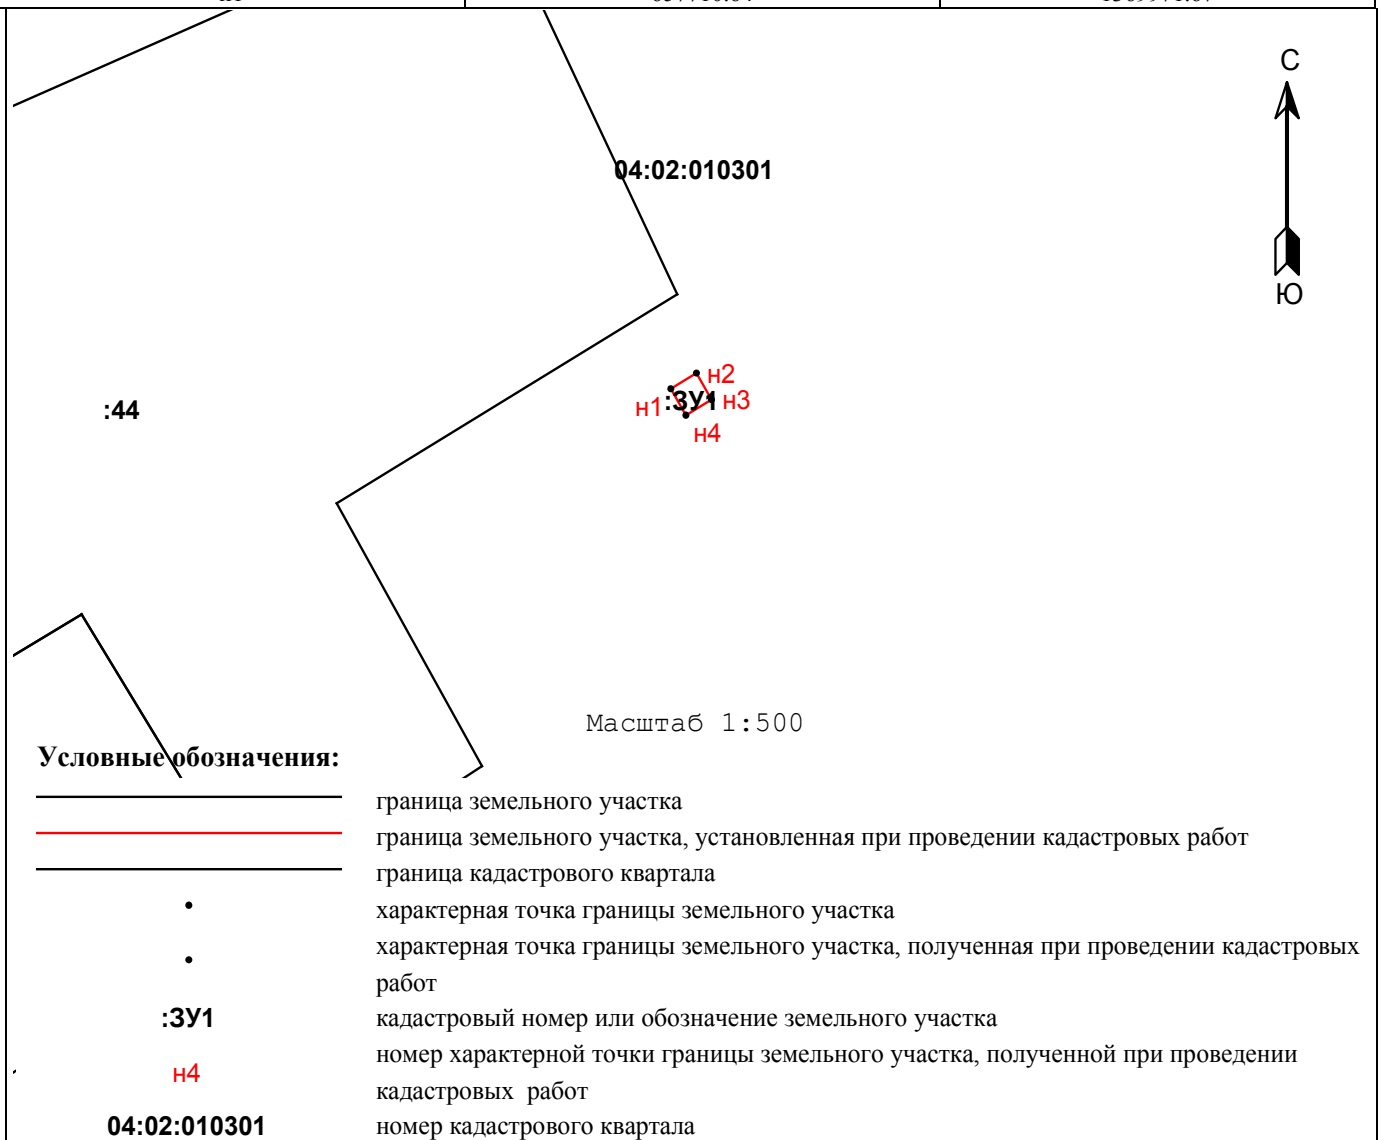 С
04:02:010301
Ю
н2
:44
н1
:ЗУ1
н3
н4
Масштаб 1:500
Условные обозначения:
граница земельного участка
граница земельного участка, установленная при проведении кадастровых работ
граница кадастрового квартала
характерная точка границы земельного участка
характерная точка границы земельного участка, полученная при проведении кадастровых
работ
:ЗУ1 кадастровый номер или обозначение земельного участка
номер характерной точки границы земельного участка, полученной при проведении
н4
кадастровых работ
04:02:010301 номер кадастрового квартала